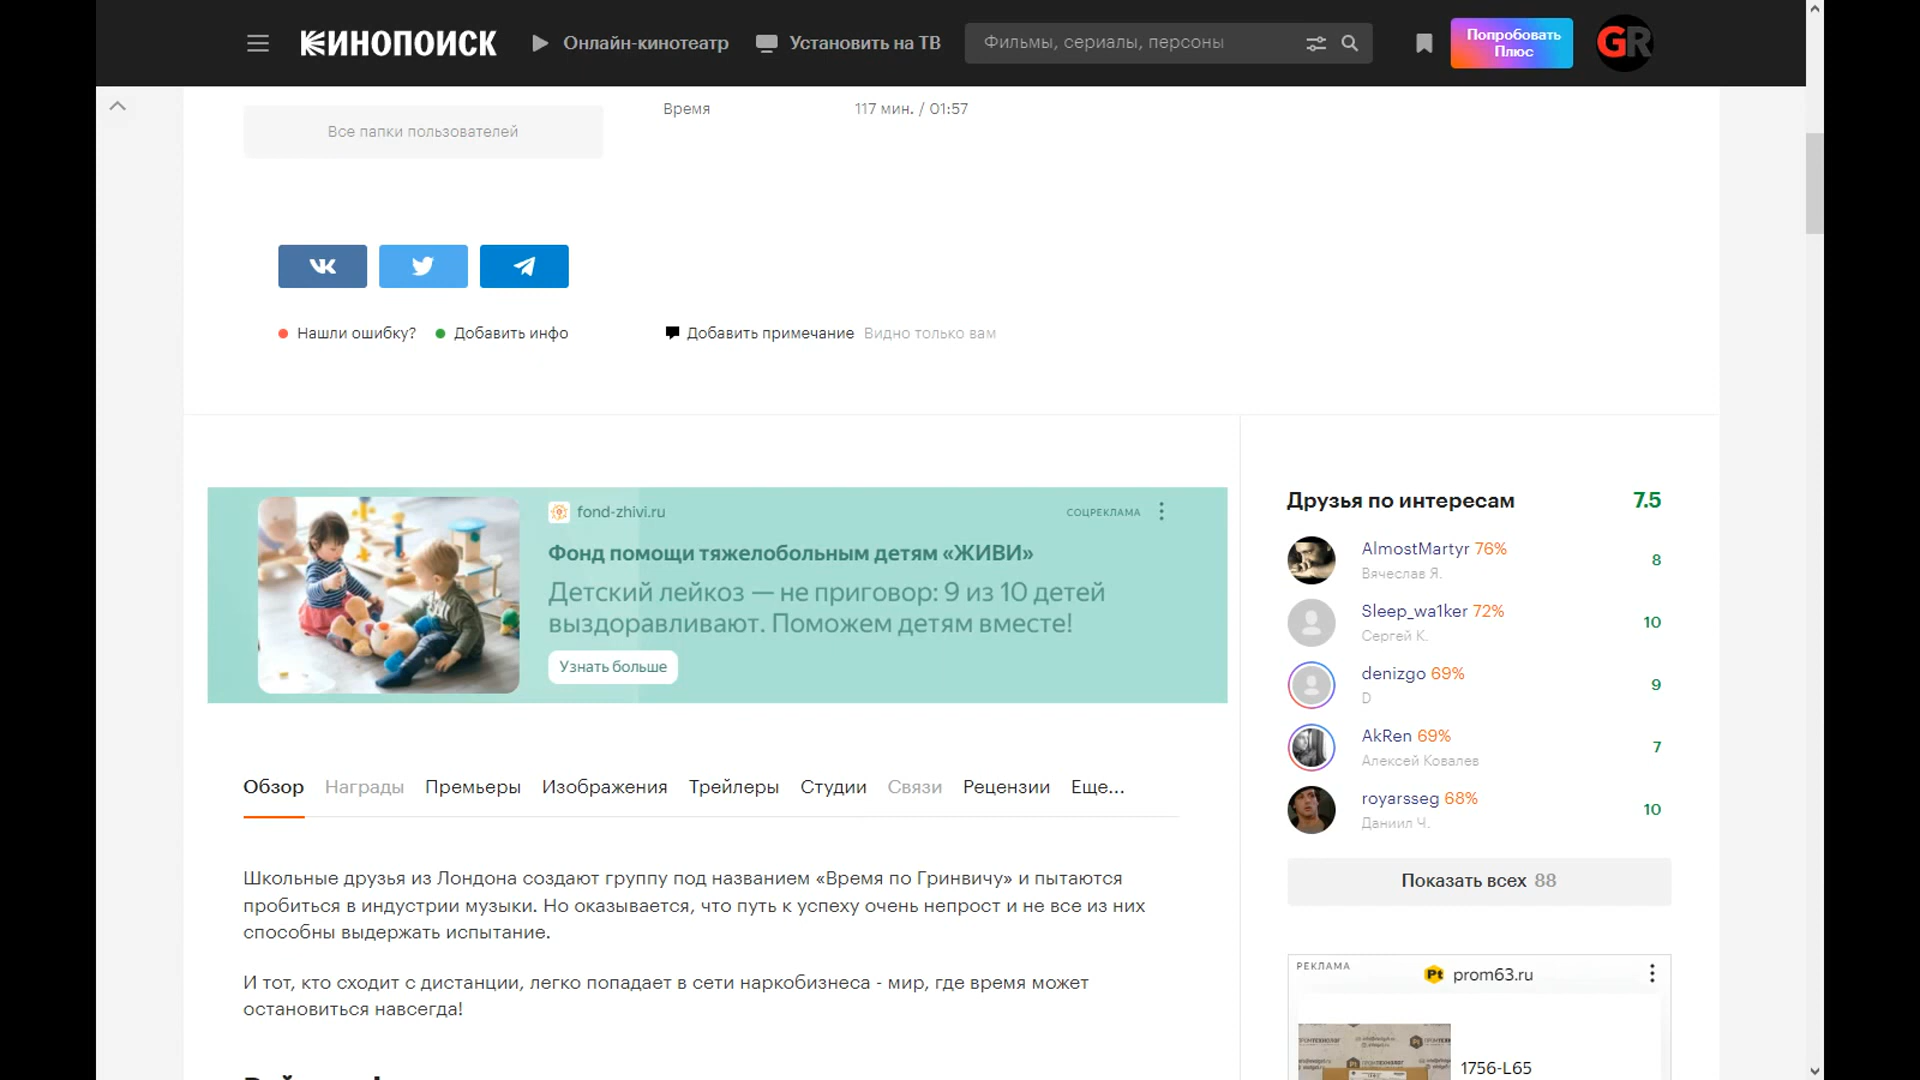 КИНОПОИСК
Онлайн-кинотеатр
Установить на ТВ
Фильмы, сериалы, персоны
Попробовать
Плюс
GR
Все папки пользователей
Время
117 мин. / 01:57
Нашли ошибку?
Добавить инфо
Добавить примечание Видно только вам
fond-zhivi.ru
СОЦРЕКЛАМА
Фонд помощи тяжелобольным детям «ЖИВИ»
Детский лейкоз — не приговор: 9 из 10 детей
выздоравливают. Поможем детям вместе!
Узнать больше
Обзор Награды Премьеры Изображения Трейлеры Студии Связи Рецензии Еще...
Школьные друзья из Лондона создают группу под названием «Время по Гринвичу» и пытаются
пробиться в индустрии музыки. Но оказывается, что путь к успеху очень непрост и не все из них
способны выдержать испытание.
И тот, кто сходит с дистанции, легко попадает в сети наркобизнеса - мир, где время может
остановиться навсегда!
Друзья по интересам 7.5
AlmostMartyr 76%
Вячеслав Я.
8
Sleep_wa1ker 72%
Сергей К.
10
denizgo 69%
D
9
AkRen 69%
Алексей Ковалев
7
royarsseg 68%
Даниил Ч.
10
Показать всех 88
РЕКЛАМА
Pt prom63.ru
1756-L65